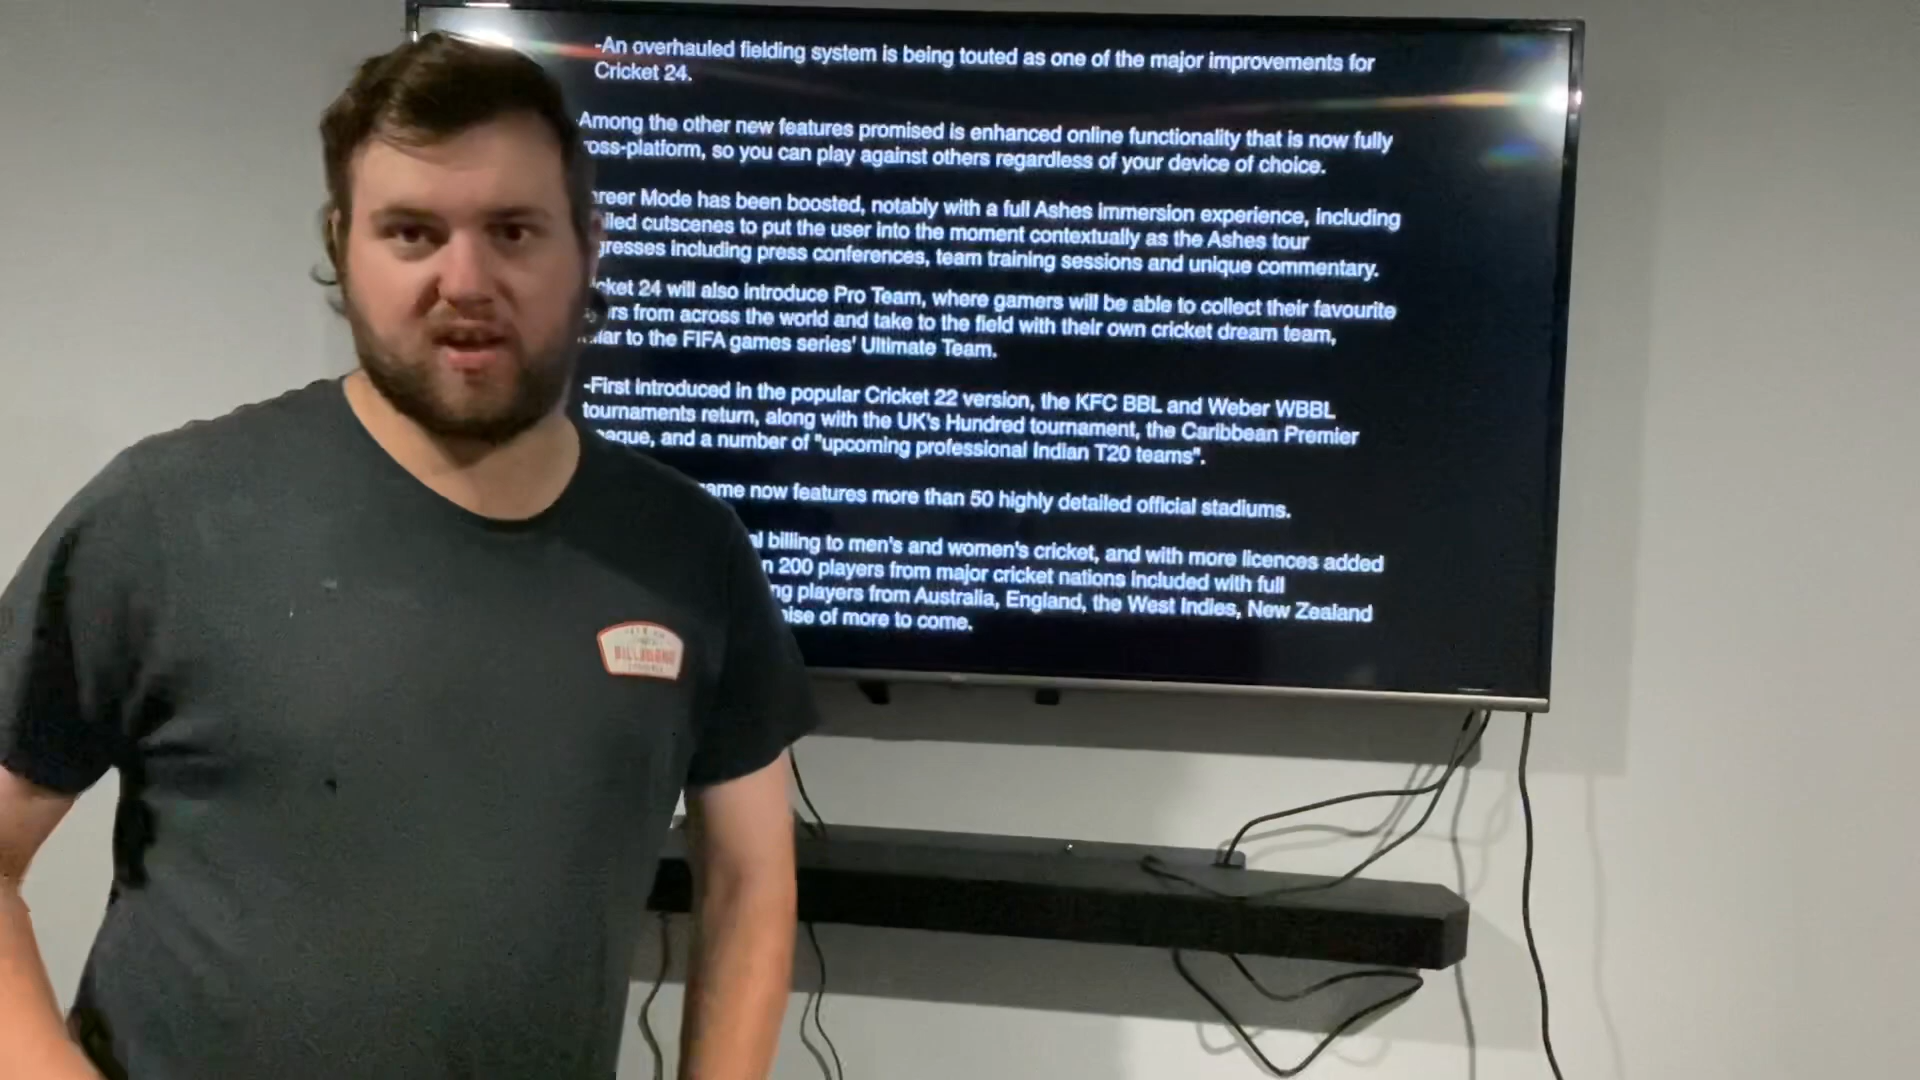 -An overhauled fielding system is being touted as one of the major improvements for
Cricket 24.
Among the other new features promised is enhanced online functionality that is now fully
oss-platform, so you can play against others regardless of your device of choice.
reer Mode has been boosted, notably with a full Ashes immersion experience, including
iled cutscenes to put the user into the moment contextually as the Ashes tour
gresses including press conferences, team training sessions and unique commentary.
cket 24 will also introduce Pro Team, where gamers will be able to collect their favourite
rs from across the world and take to the field with their own cricket dream team,
lar to the FIFA games series' Ultimate Team.
-First introduced in the popular Cricket 22 version, the KFC BBL and Weber WBBL
tournaments return, along with the UK's Hundred tournament, the Caribbean Premier
eague, and a number of "upcoming professional Indian T20 teams".
ame now features more than 50 highly detailed official stadiums.
al billing to men's and women's cricket, and with more licences added
n 200 players from major cricket nations included with full
ng players from Australia, England, the West Indies, New Zealand
ise of more to come.
BILLABONG